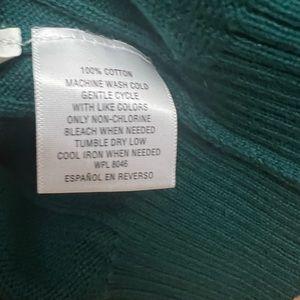 100% COTTON
MACHINE WASH COLD
GENTLE CYCLE
WITH LIKE COLORS
ONLY NON-CHLORINE
BLEACH WHEN NEEDED
TUMBLE DRY LOW
COOL IRON WHEN NEEDED
WPL 8046
ESPAÑOL EN REVERSO